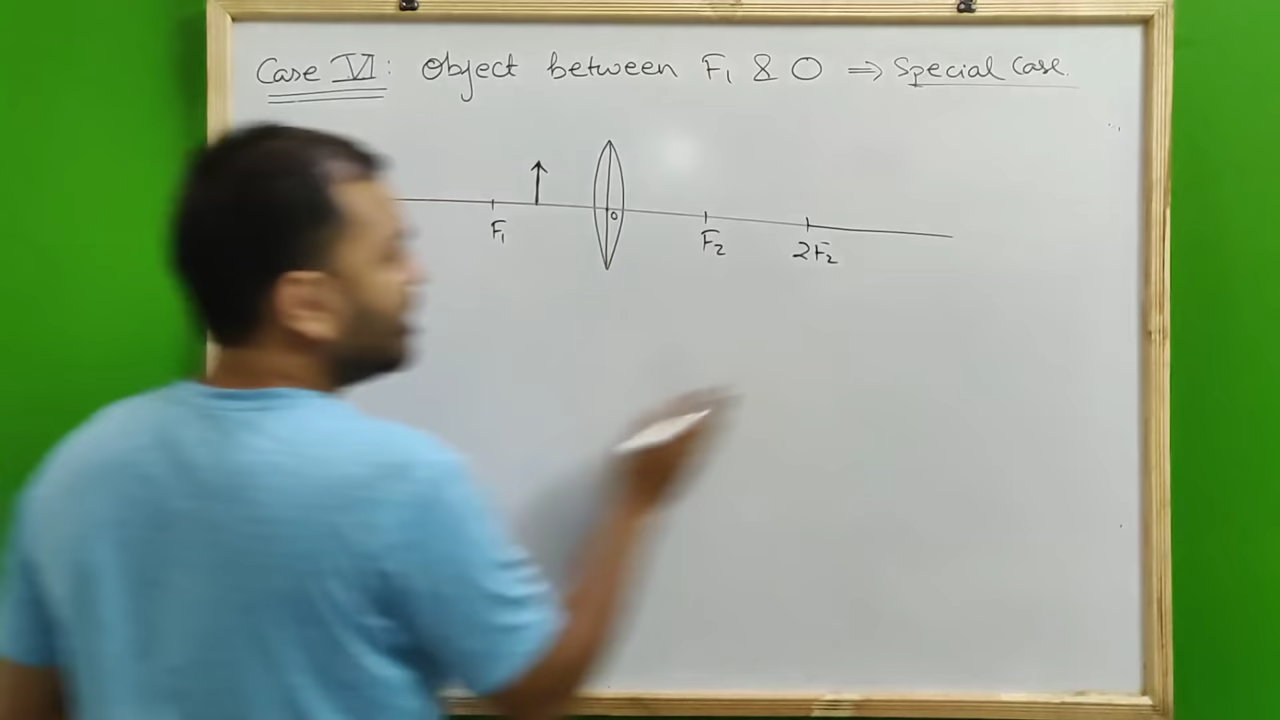 Case VI: Object between F₁ & O ⇒ Special Case.
O
F₁
F₂
2F₂